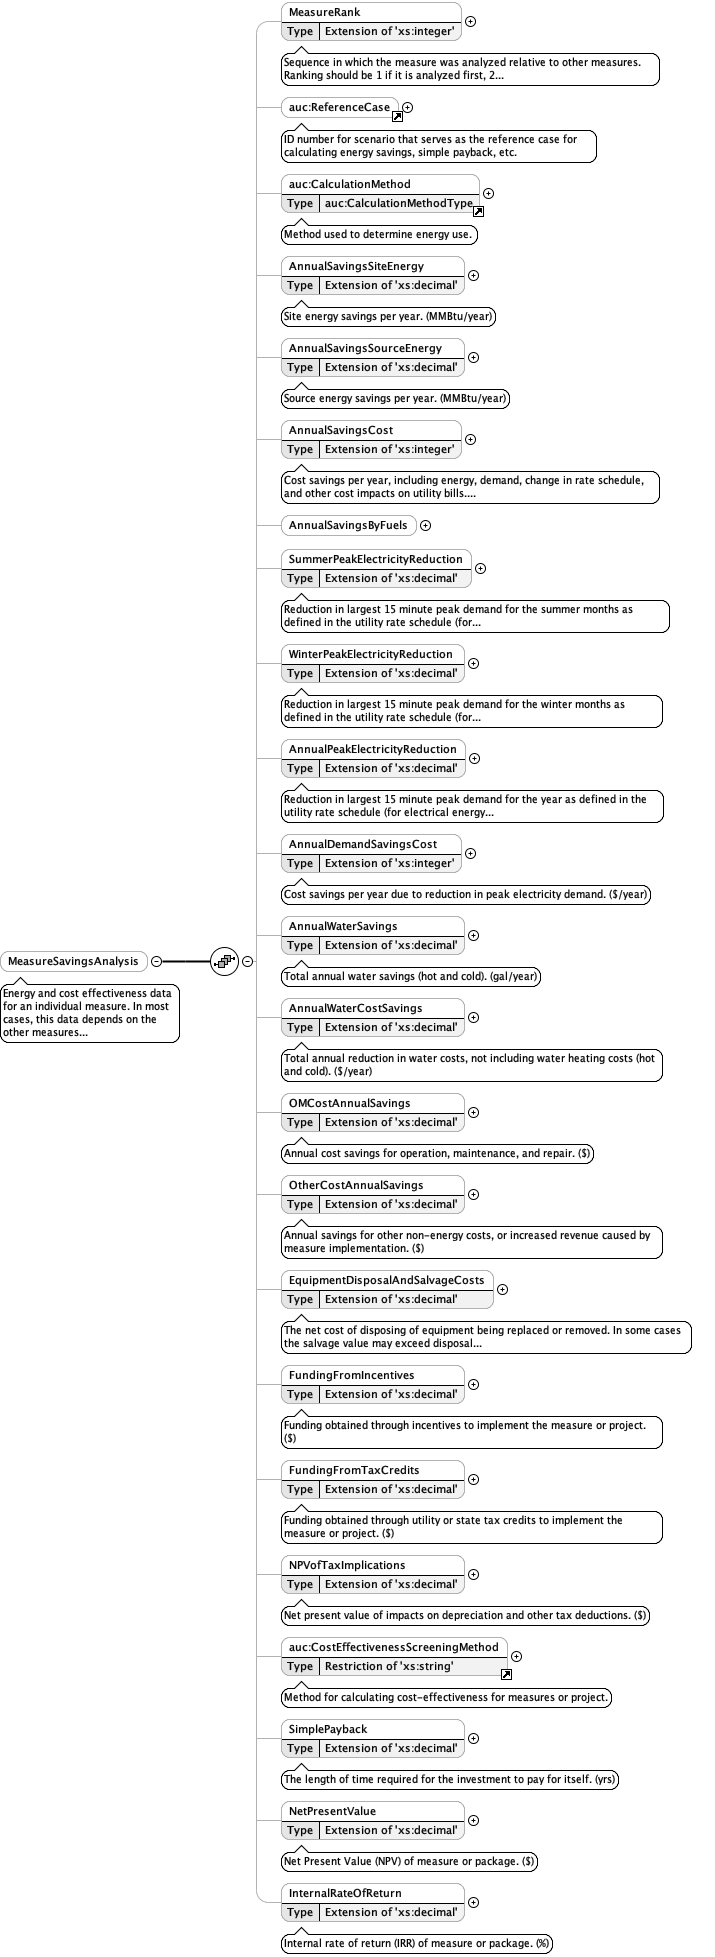 MeasureRank
Type Extension of 'xs:integer'
Sequence in which the measure was analyzed relative to other measures.
Ranking should be 1 if it is analyzed first, 2...
auc:ReferenceCase
ID number for scenario that serves as the reference case for
calculating energy savings, simple payback, etc.
auc:CalculationMethod
Type auc:CalculationMethodType
Method used to determine energy use.
AnnualSavingsSiteEnergy
Type Extension of 'xs:decimal'
Site energy savings per year. (MMBtu/year)
AnnualSavingsSourceEnergy
Type Extension of 'xs:decimal'
Source energy savings per year. (MMBtu/year)
AnnualSavingsCost
Type Extension of 'xs:integer'
Cost savings per year, including energy, demand, change in rate schedule,
and other cost impacts on utility bills....
AnnualSavingsByFuels
SummerPeakElectricityReduction
Type Extension of 'xs:decimal'
Reduction in largest 15 minute peak demand for the summer months as
defined in the utility rate schedule (for...
WinterPeakElectricityReduction
Type Extension of 'xs:decimal'
Reduction in largest 15 minute peak demand for the winter months as
defined in the utility rate schedule (for...
AnnualPeakElectricityReduction
Type Extension of 'xs:decimal'
Reduction in largest 15 minute peak demand for the year as defined in the
utility rate schedule (for electrical energy...
AnnualDemandSavingsCost
Type Extension of 'xs:integer'
Cost savings per year due to reduction in peak electricity demand. ($/year)
AnnualWaterSavings
Type Extension of 'xs:decimal'
Total annual water savings (hot and cold). (gal/year)
MeasureSavingsAnalysis
Energy and cost effectiveness data
for an individual measure. In most
cases, this data depends on the
other measures...
AnnualWaterCostSavings
Type Extension of 'xs:decimal'
Total annual reduction in water costs, not including water heating costs (hot
and cold). ($/year)
OMCostAnnualSavings
Type Extension of 'xs:decimal'
Annual cost savings for operation, maintenance, and repair. ($)
OtherCostAnnualSavings
Type Extension of 'xs:decimal'
Annual savings for other non-energy costs, or increased revenue caused by
measure implementation. ($)
EquipmentDisposalAndSalvageCosts
Type Extension of 'xs:decimal'
The net cost of disposing of equipment being replaced or removed. In some cases
the salvage value may exceed disposal...
FundingFromIncentives
Type Extension of 'xs:decimal'
Funding obtained through incentives to implement the measure or project.
($)
FundingFromTaxCredits
Type Extension of 'xs:decimal'
Funding obtained through utility or state tax credits to implement the
measure or project. ($)
NPVofTaxImplications
Type Extension of 'xs:decimal'
Net present value of impacts on depreciation and other tax deductions. ($)
auc:CostEffectivenessScreeningMethod
Type Restriction of 'xs:string'
Method for calculating cost-effectiveness for measures or project.
SimplePayback
Type Extension of 'xs:decimal'
The length of time required for the investment to pay for itself. (yrs)
NetPresentValue
Type Extension of 'xs:decimal'
Net Present Value (NPV) of measure or package. ($)
InternalRateOfReturn
Type Extension of 'xs:decimal'
Internal rate of return (IRR) of measure or package. (%)